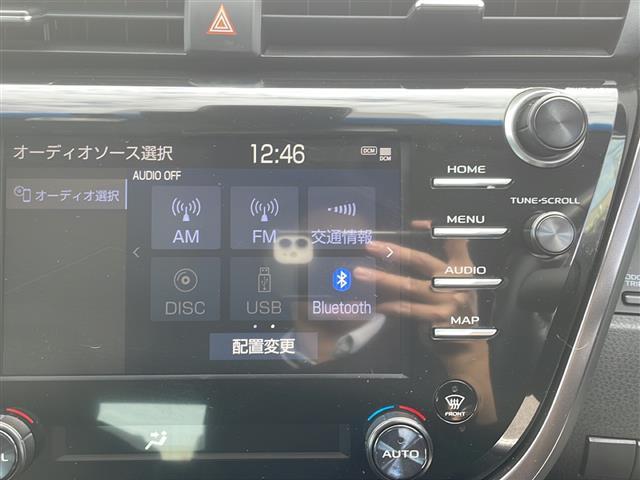 オーディオソース選択
12:46
DCM
DCM
AUDIO OFF
オーディオ選択
AM
FM
交通情報
DISC
USB
Bluetooth
配置変更
HOME
TUNE•SCROLL
MENU
AUDIO
MAP
FRONT
AUTO